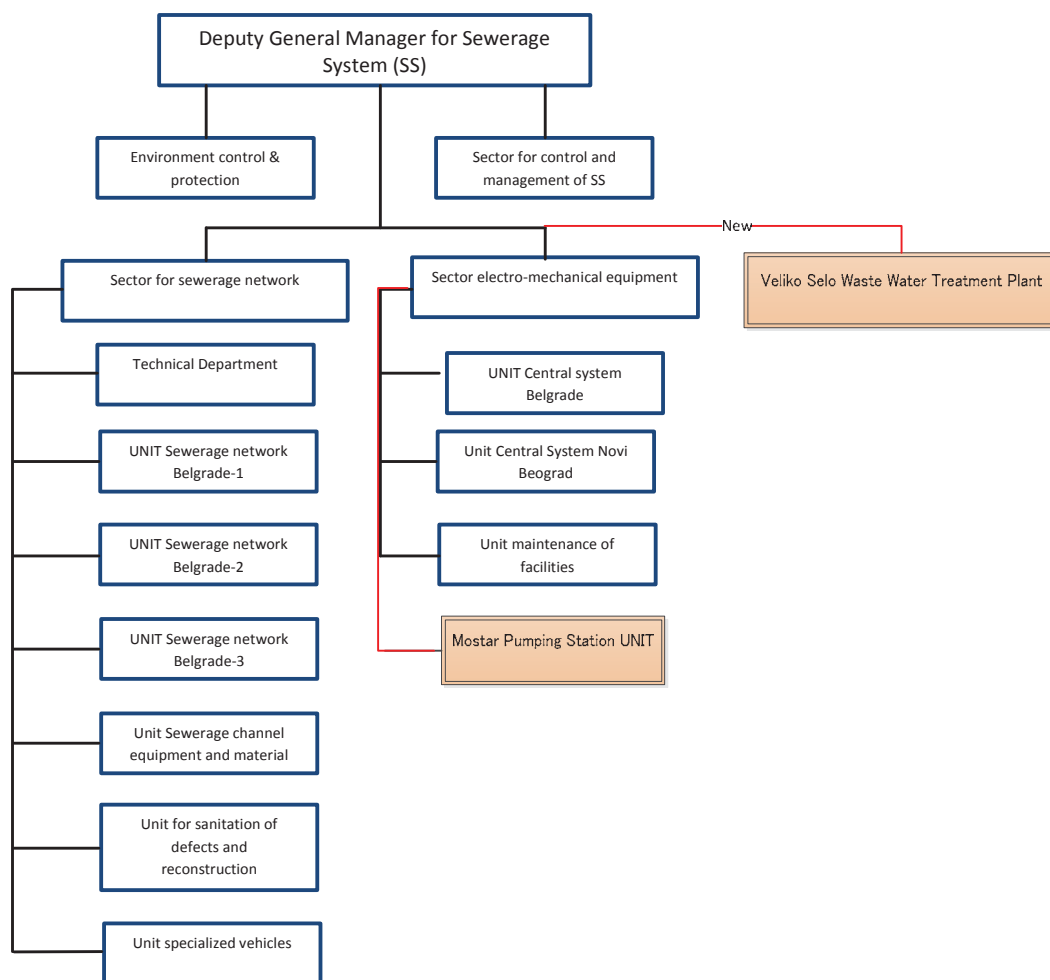 Deputy General Manager for Sewerage
System (SS)
Environment control &
protection
Sector for control and
management of SS
New
Sector for sewerage network
Sector electro-mechanical equipment
Veliko Selo Waste Water Treatment Plant
Technical Department
UNIT Central system
Belgrade
UNIT Sewerage network
Belgrade-1
Unit Central System Novi
Beograd
UNIT Sewerage network
Belgrade-2
Unit maintenance of
facilities
UNIT Sewerage network
Belgrade-3
Mostar Pumping Station UNIT
Unit Sewerage channel
equipment and material
Unit for sanitation of
defects and
reconstruction
Unit specialized vehicles